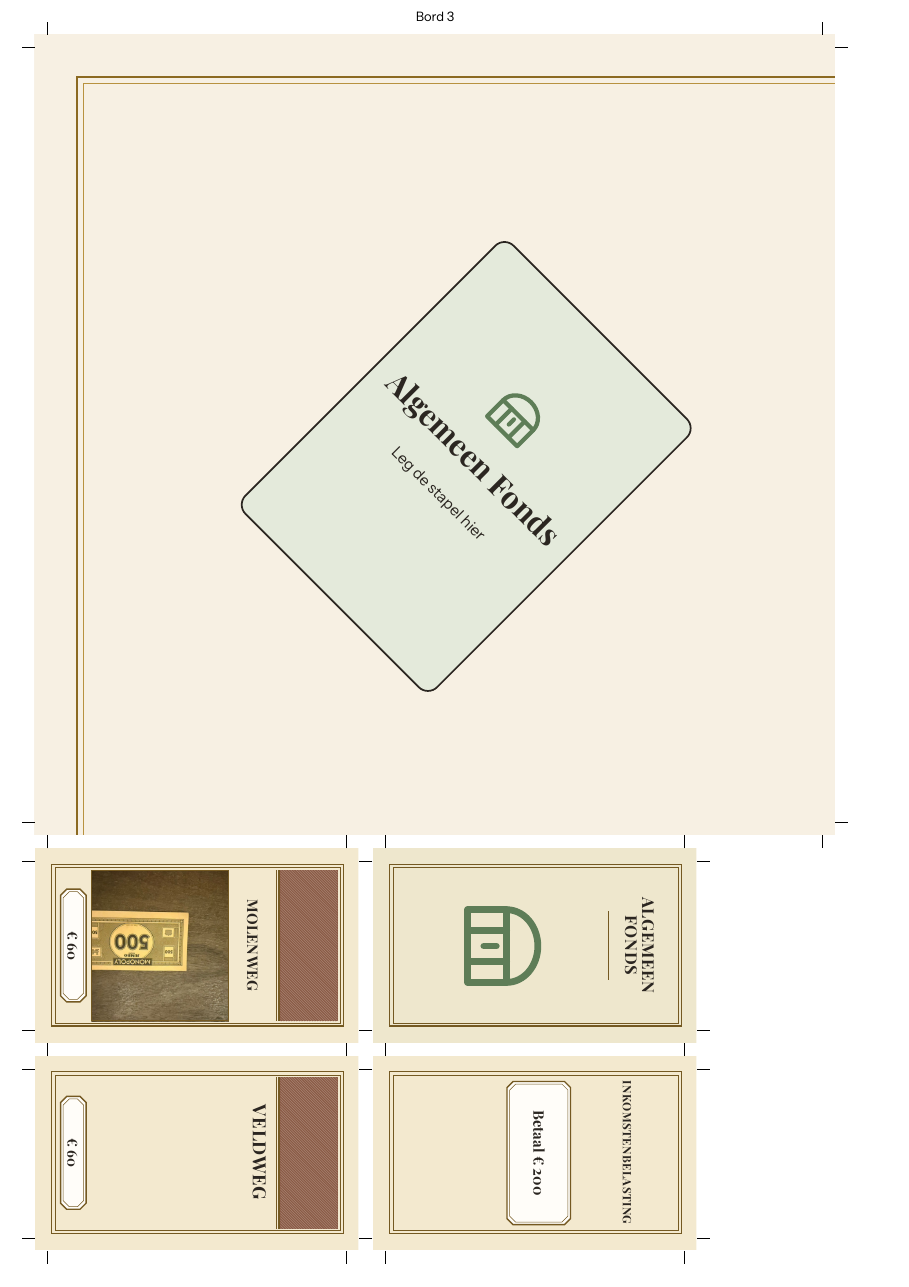 Bord 3
Algemeen Fonds
Leg de stapel hier
MOLENWEG
500
MONOPOLY
€ 60
ALGEMEEN
FONDS
VELDWEG
€ 60
INKOMSTENBELASTING
Betaal € 200